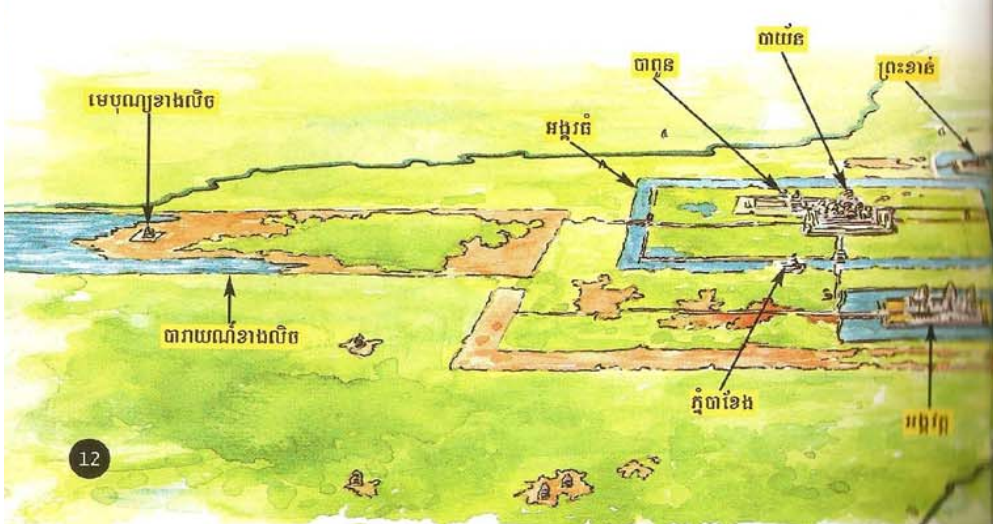 បាយ័ន
បាពួន
ព្រះខាន់
មេបុណ្យខាងលិច
អង្គរធំ
បារាយណ៍ខាងលិច
ភ្នំបាខែង
អង្គរវត្ត
12